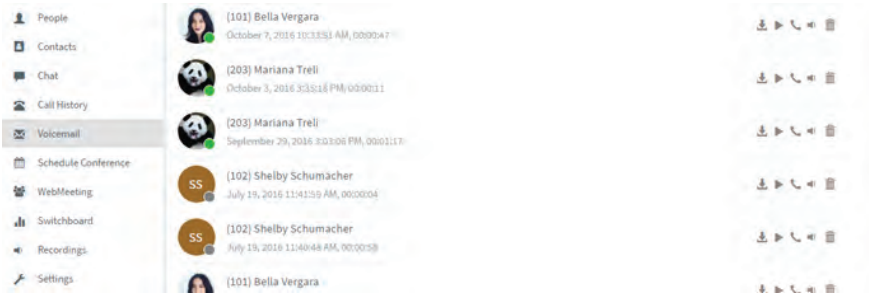 People
Contacts
Chat
Call History
Voicemail
Schedule Conference
WebMeeting
Switchboard
Recordings
Settings
(101) Bella Vergara
October 7, 2016 10:33:51 AM, 00:00:47
(203) Mariana Treli
October 3, 2016 3:35:18 PM, 00:00:11
(203) Mariana Treli
September 29, 2016 3:03:06 PM, 00:01:17
SS
(102) Shelby Schumacher
July 19, 2016 11:41:59 AM, 00:00:04
SS
(102) Shelby Schumacher
July 19, 2016 11:40:48 AM, 00:00:58
(101) Bella Vergara